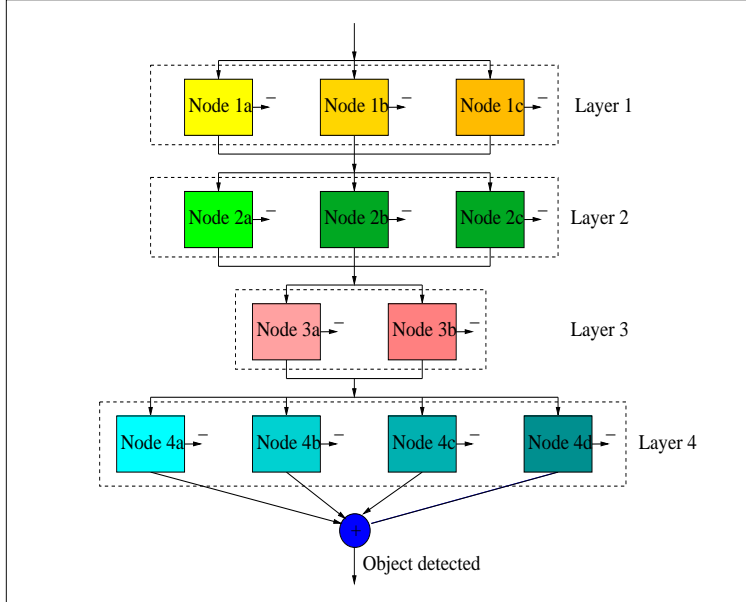 Node 1a Node 1b Node 1c Layer 1
– – –
Node 2a Node 2b Node 2c Layer 2
– – –
Node 3a Node 3b Layer 3
– –
Node 4a Node 4b Node 4c Node 4d Layer 4
– – – –
+
Object detected